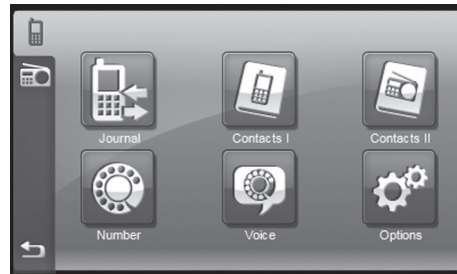 Journal
Contacts I
Contacts II
Number
Voice
Options